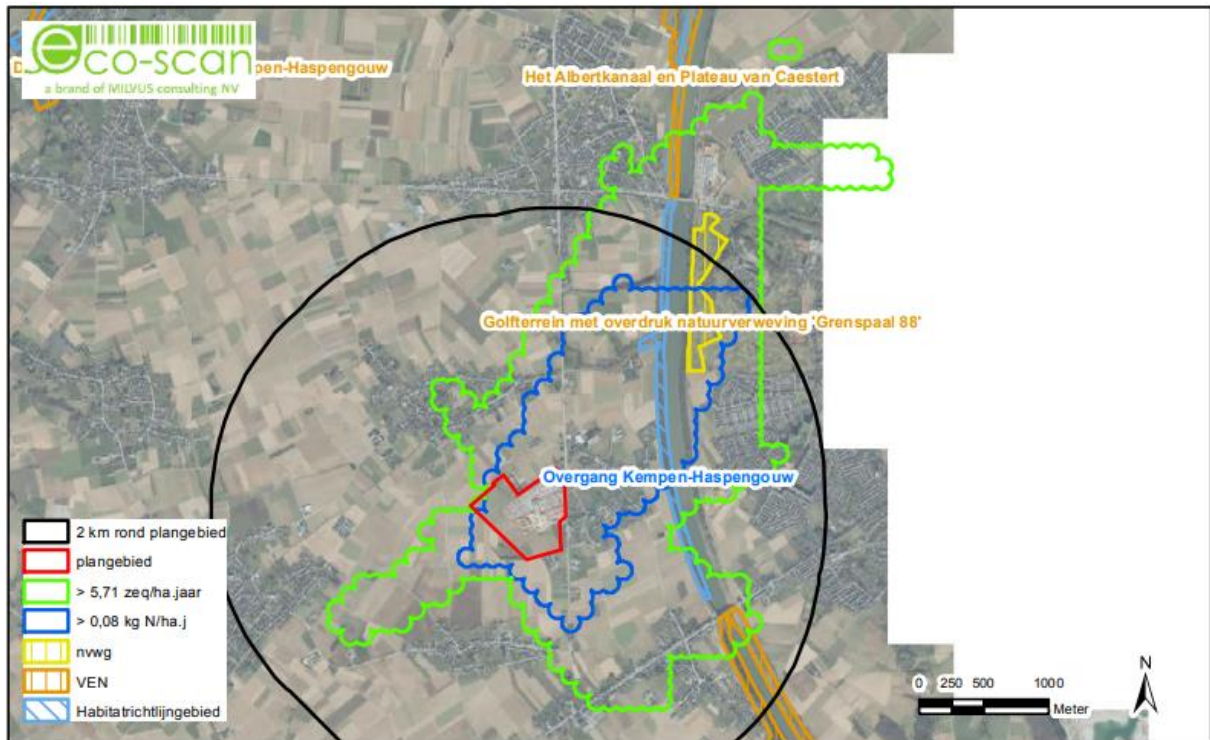 eco-scan
a brand of MILVUS consulting NV
pen-Haspengouw
Het Albertkanaal en Plateau van Caestert
Golfterrein met overdruk natuurverweving 'Grenspaal 88'
Overgang Kempen-Haspengouw
2 km rond plangebied
plangebied
> 5,71 zeq/ha.jaar
> 0,08 kg N/ha.j
nvwg
VEN
Habitatrichtlijngebied
N
0 250 500 1000
Meter